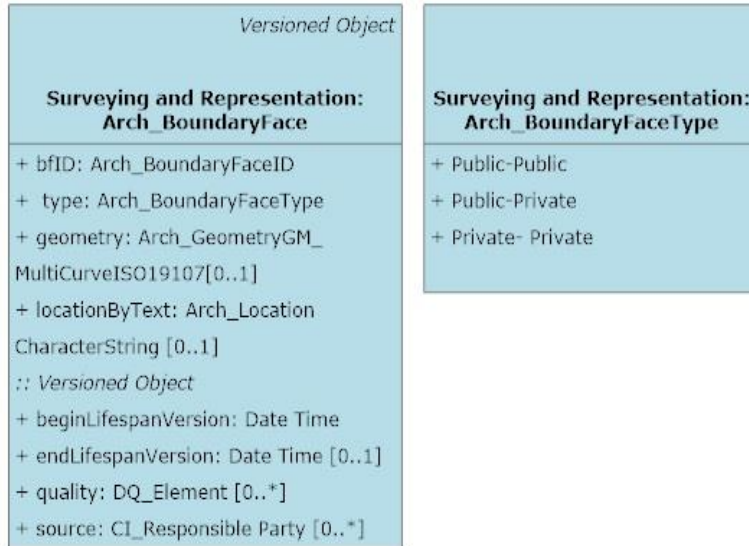 Versioned Object
Surveying and Representation:
Arch_BoundaryFace
+ bfID: Arch_BoundaryFaceID
+ type: Arch_BoundaryFaceType
+ geometry: Arch_GeometryGM_
MultiCurveISO19107[0..1]
+ locationByText: Arch_Location
CharacterString [0..1]
:: Versioned Object
+ beginLifespanVersion: Date Time
+ endLifespanVersion: Date Time [0..1]
+ quality: DQ_Element [0..*]
+ source: CI_Responsible Party [0..*]
Surveying and Representation:
Arch_BoundaryFaceType
+ Public-Public
+ Public-Private
+ Private- Private